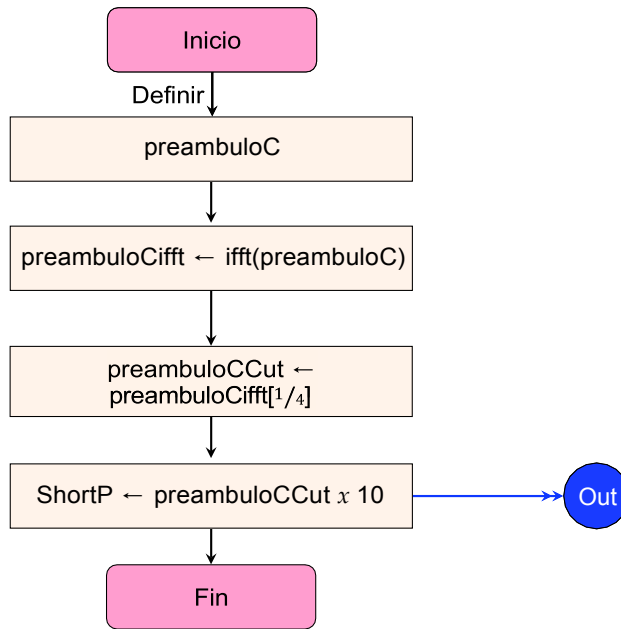 Inicio
Definir
preambuloC
preambuloCifft ← ifft(preambuloC)
preambuloCCut ←
preambuloCifft[1/4]
ShortP ← preambuloCCut x 10
Out
Fin